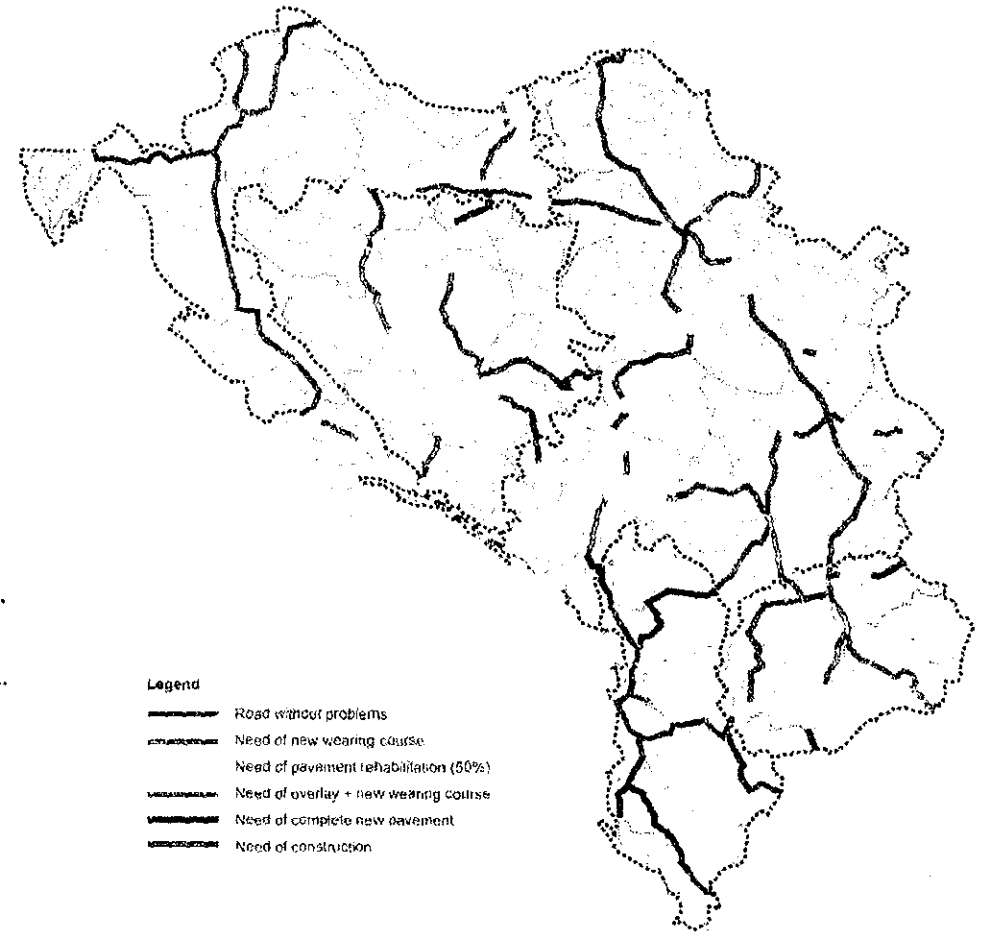 Legend
Road without problems
Need of new wearing course
Need of pavement rehabilitation (50%)
Need of overlay + new wearing course
Need of complete new pavement
Need of construction